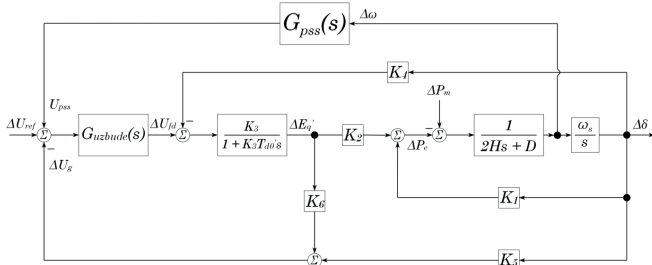 G_pss(s)
Δω
U_pss
K4
ΔP_m
ΔU_ref
Σ
G_uzbude(s)
ΔU_fd
Σ
K_3
1 + K_3T_d0's
ΔE_q'
K_2
Σ
Σ
1
2Hs + D
ω_s
s
Δδ
ΔU_g
ΔP_e
K_6
K_1
Σ
K_5